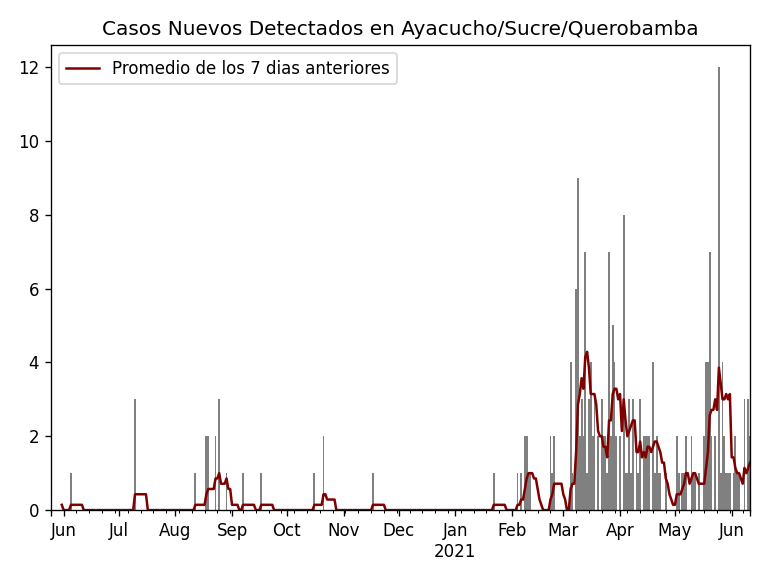 Casos Nuevos Detectados en Ayacucho/Sucre/Querobamba
Promedio de los 7 dias anteriores
12
10
8
6
4
2
0
Jun Jul Aug Sep Oct Nov Dec Jan Feb Mar Apr May Jun
2021